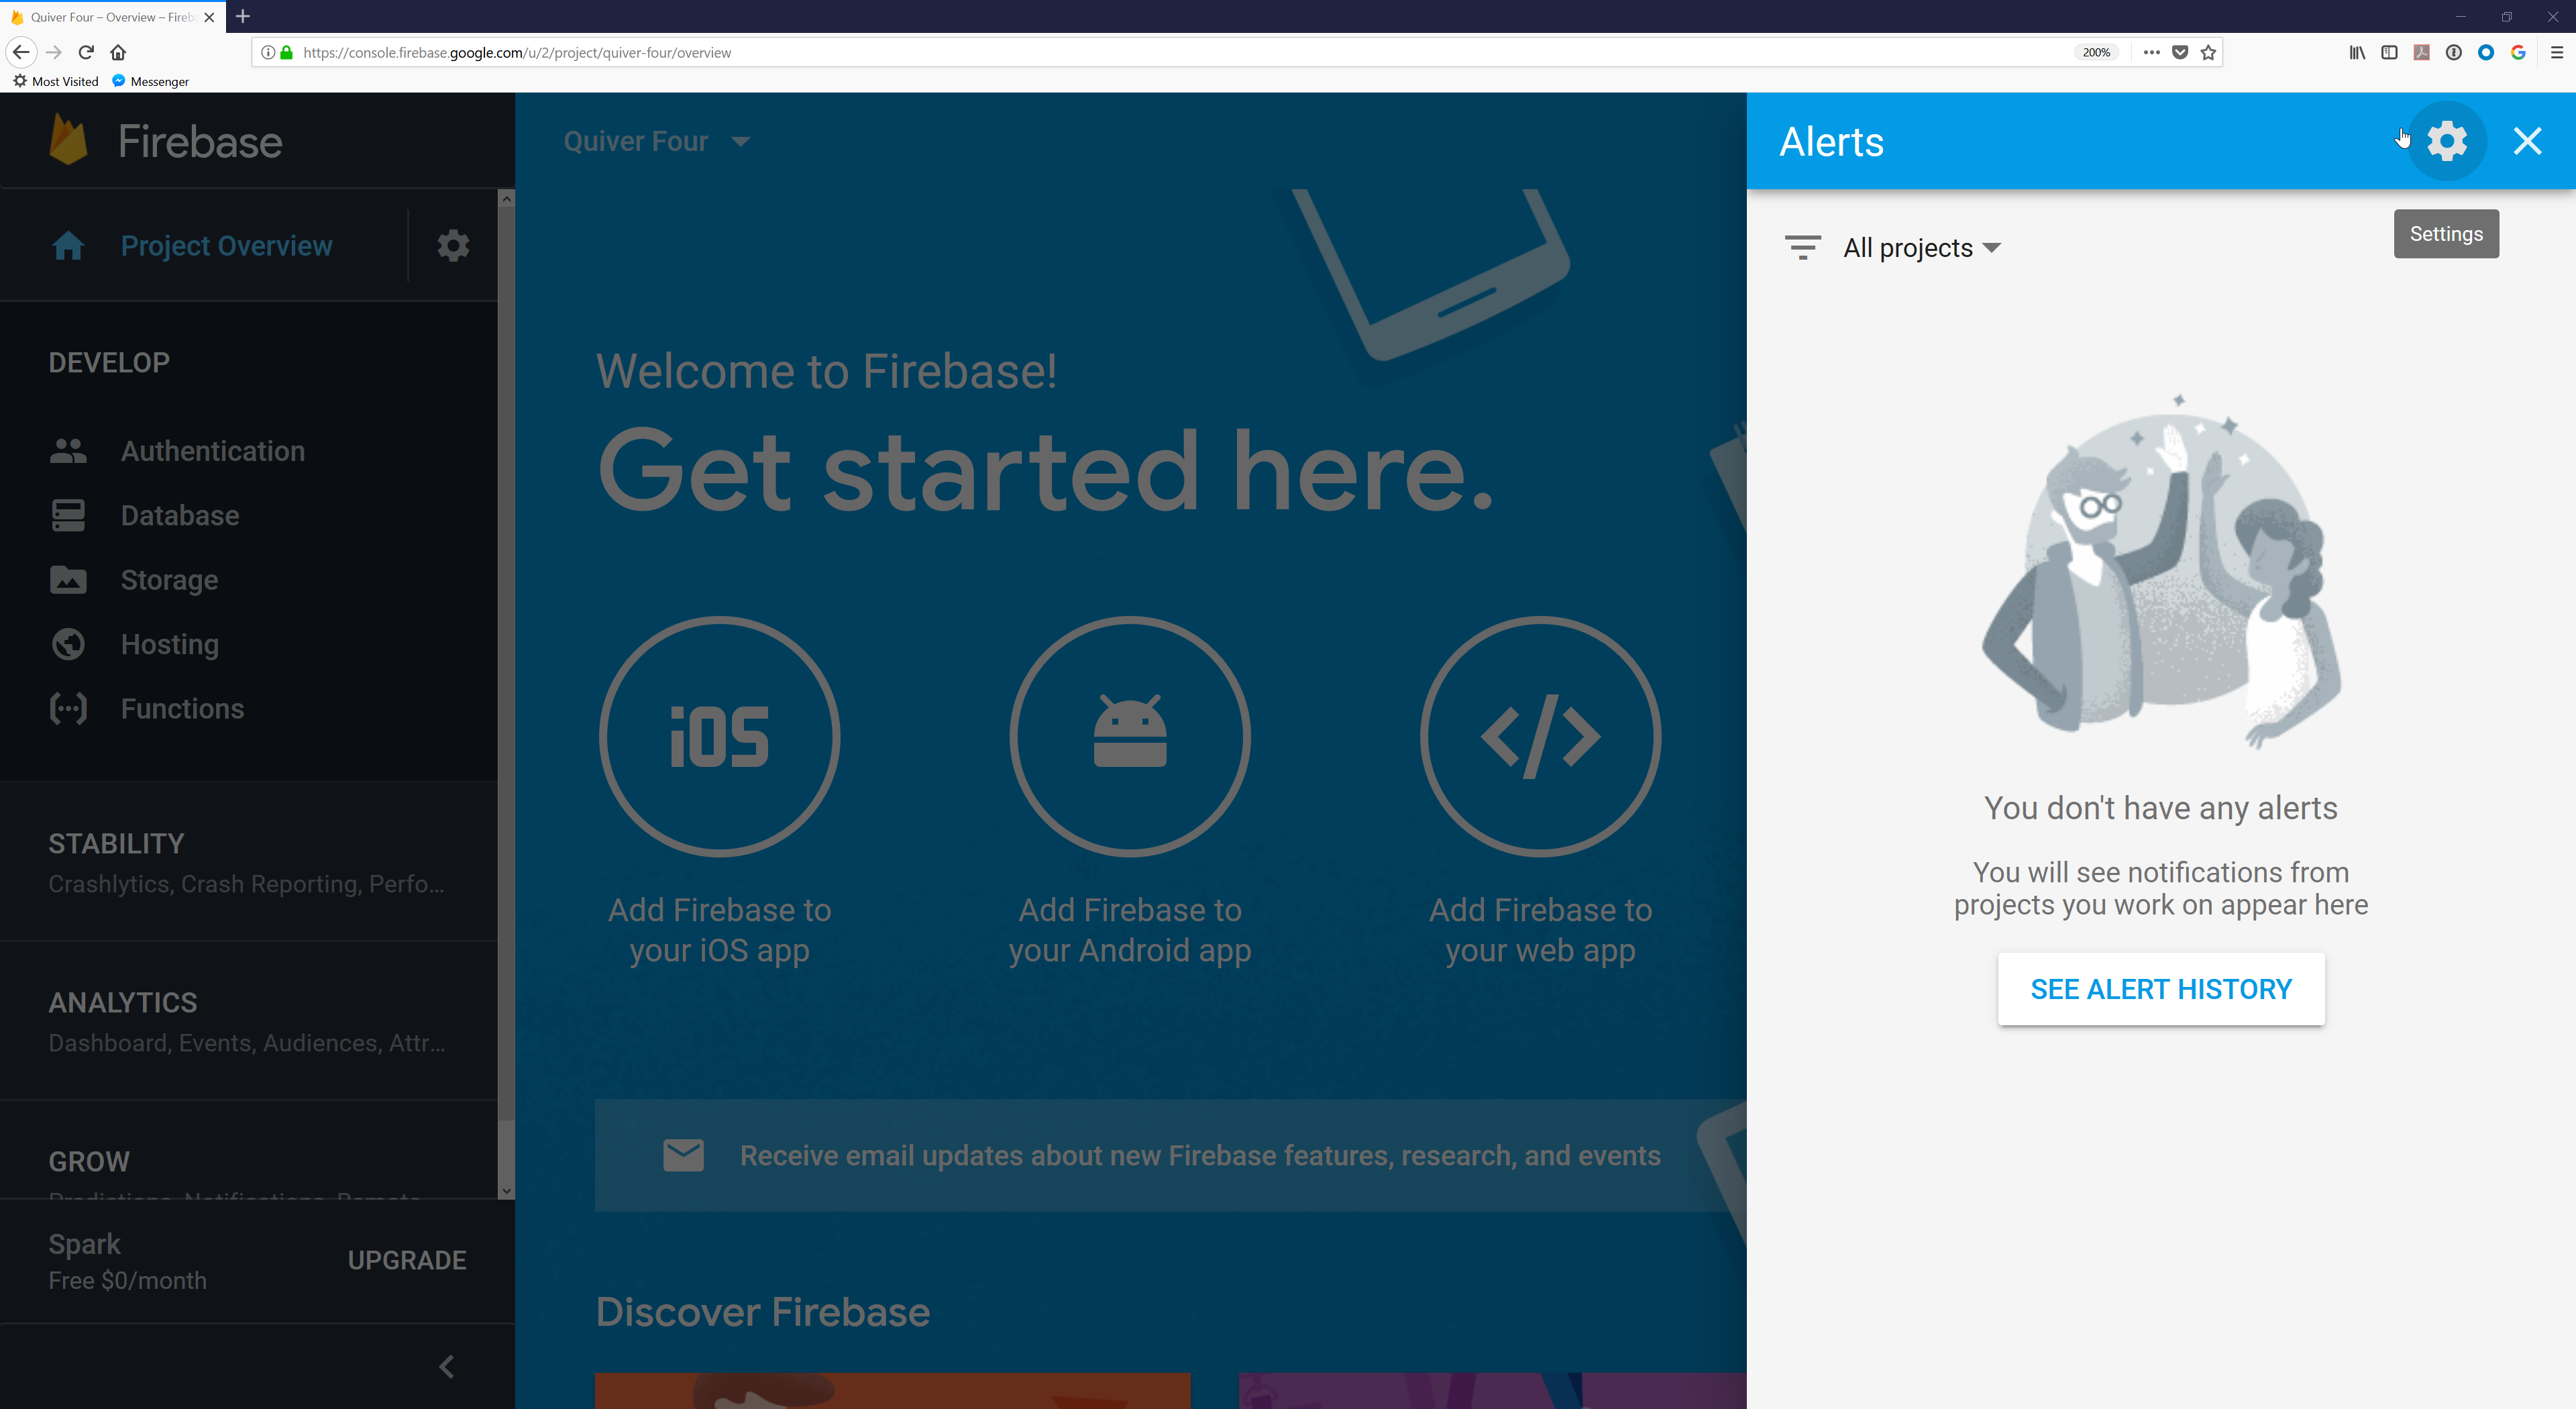 Quiver Four – Overview – Fireb
https://console.firebase.google.com/u/2/project/quiver-four/overview
200%
Most Visited
Messenger
Firebase
Project Overview
DEVELOP
Authentication
Database
Storage
Hosting
Functions
STABILITY
Crashlytics, Crash Reporting, Perfo...
ANALYTICS
Dashboard, Events, Audiences, Attr...
GROW
Predictions, Notifications, Remote
Spark
Free $0/month
UPGRADE
Quiver Four
Welcome to Firebase!
Get started here.
iOS
Add Firebase to
your iOS app
Add Firebase to
your Android app
</>
Add Firebase to
your web app
Receive email updates about new Firebase features, research, and events
Discover Firebase
Alerts
Settings
All projects
You don't have any alerts
You will see notifications from
projects you work on appear here
SEE ALERT HISTORY